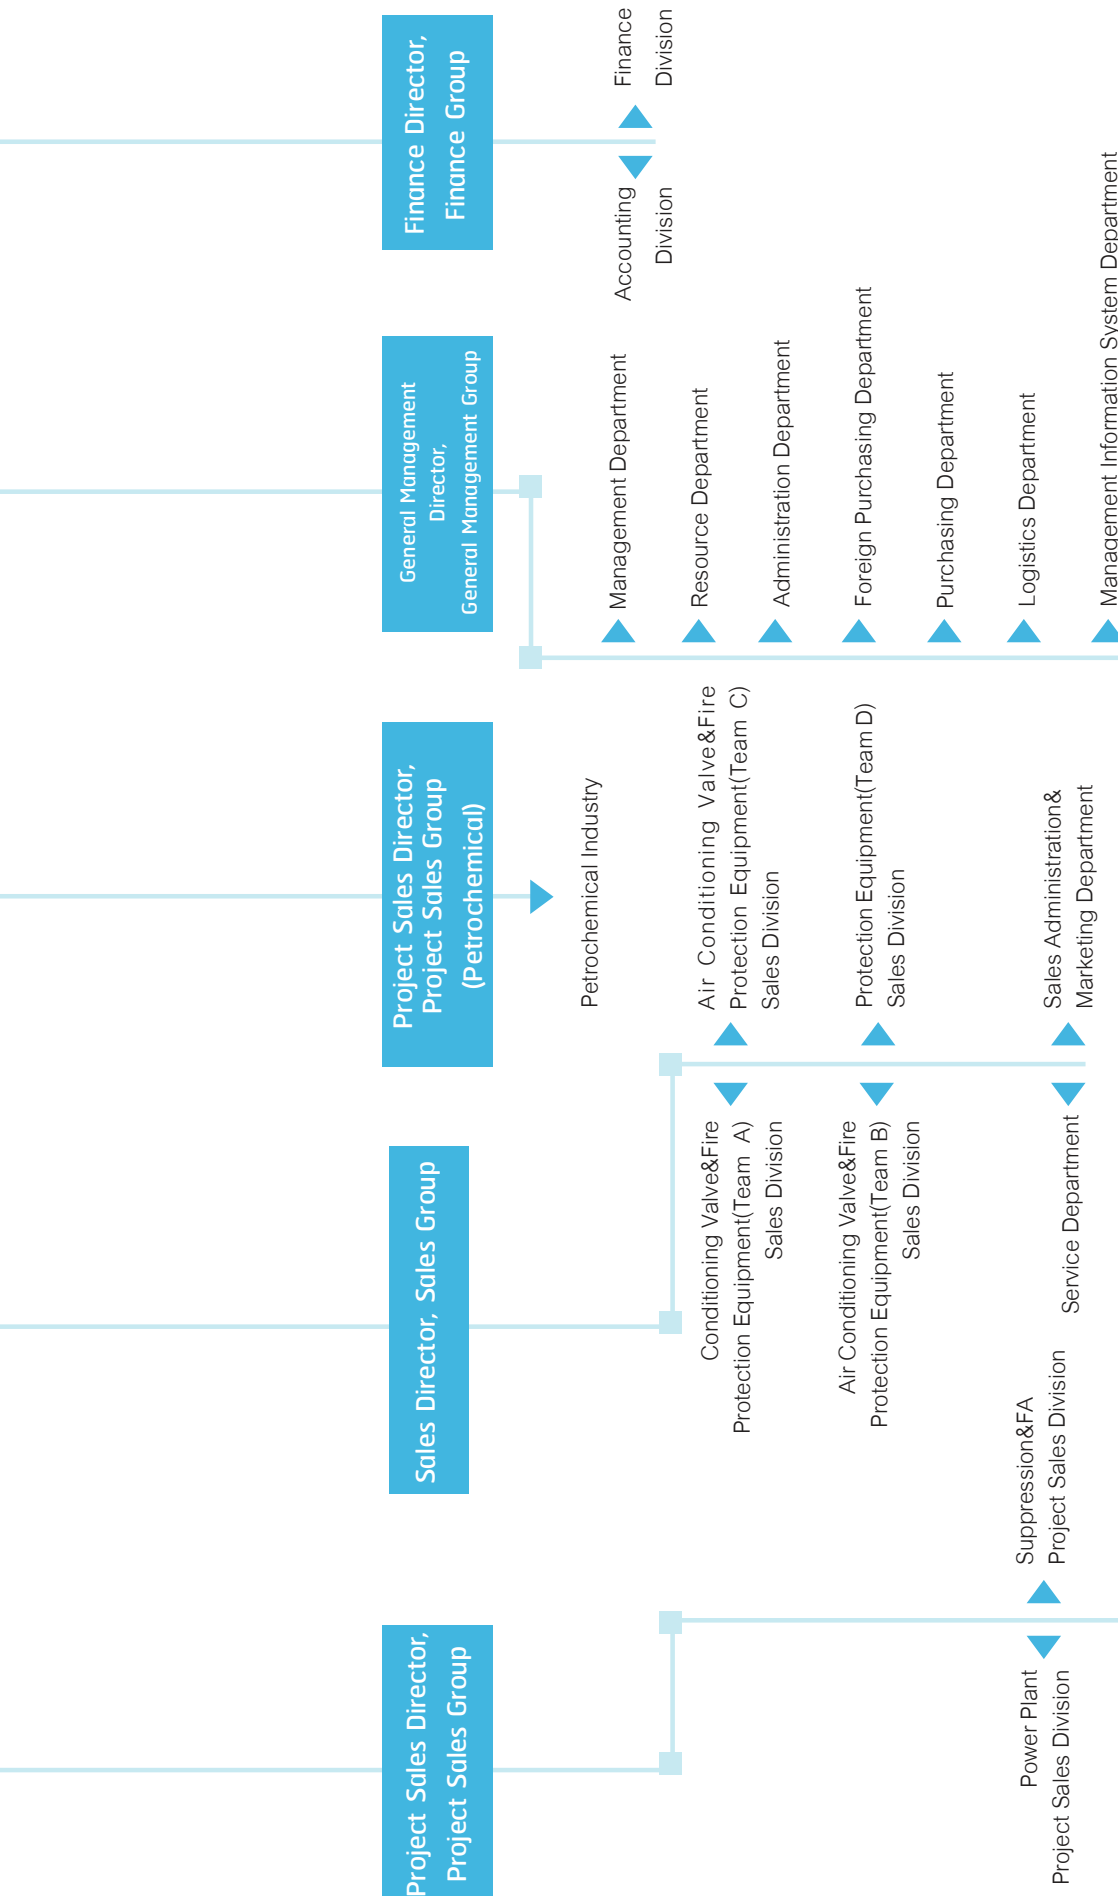 Project Sales Director,
Project Sales Group
Power Plant
Project Sales Division
Suppression&FA
Project Sales Division
Sales Director, Sales Group
Conditioning Valve&Fire
Protection Equipment(Team A)
Sales Division
Air Conditioning Valve&Fire
Protection Equipment(Team B)
Sales Division
Service Department
Air Conditioning Valve&Fire
Protection Equipment(Team C)
Sales Division
Protection Equipment(Team D)
Sales Division
Sales Administration&
Marketing Department
Project Sales Director,
Project Sales Group
(Petrochemical)
Petrochemical Industry
General Management
Director,
General Management Group
Management Department
Resource Department
Administration Department
Foreign Purchasing Department
Purchasing Department
Logistics Department
Management Information System Department
Finance Director,
Finance Group
Accounting
Division
Finance
Division